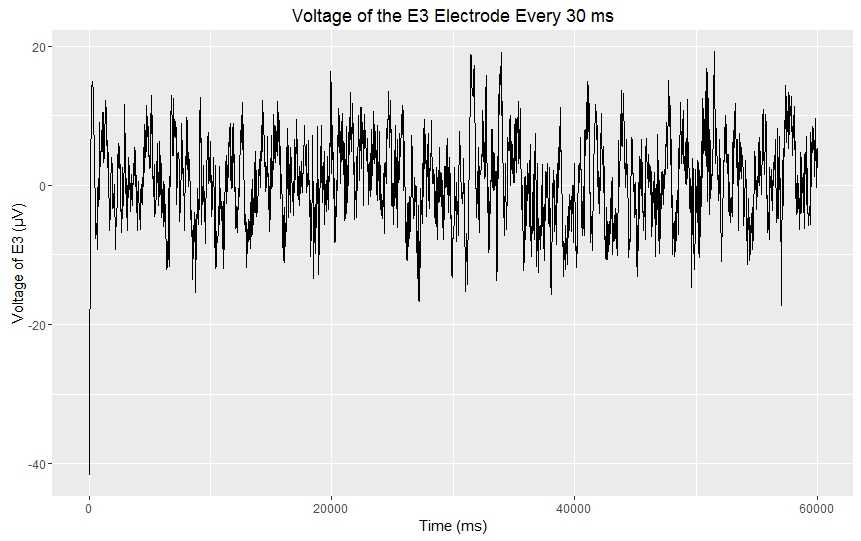 Voltage of the E3 Electrode Every 30 ms
Voltage of E3 (µV)
20
0
-20
-40
0
20000
40000
60000
Time (ms)